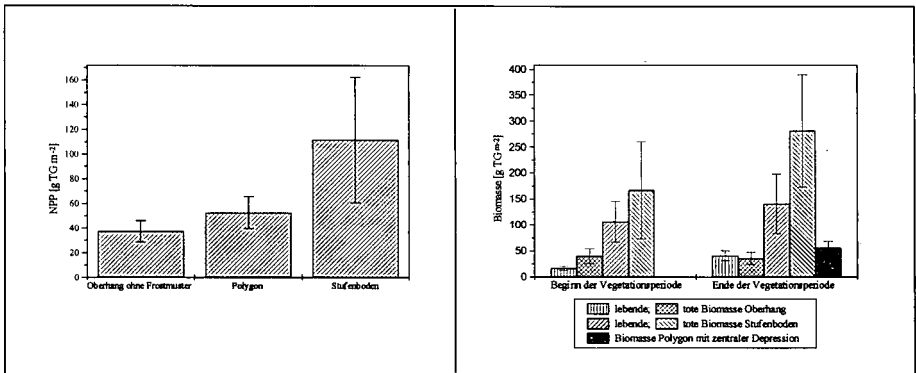 NPP [g TG m-2]
160
140
120
100
80
60
40
20
0
Oberhang ohne Frostmuster Polygon Stufenboden
Biomasse [g TG m-2]
400
350
300
250
200
150
100
50
0
Beginn der Vegetationsperiode Ende der Vegetationsperiode
lebende; tote Biomasse Oberhang
lebende; tote Biomasse Stufenboden
Biomasse Polygon mit zentraler Depression